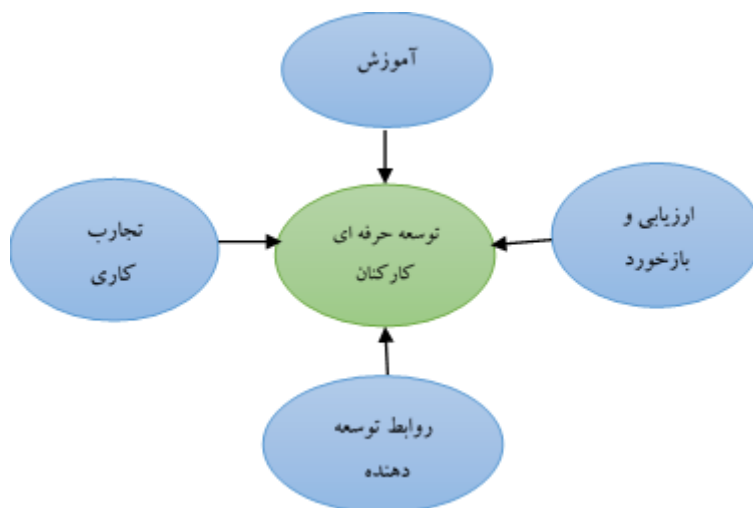 آموزش
ارزیابی و
بازخورد
توسعه حرفه ای
کارکنان
تجارب
کاری
روابط توسعه
دهنده